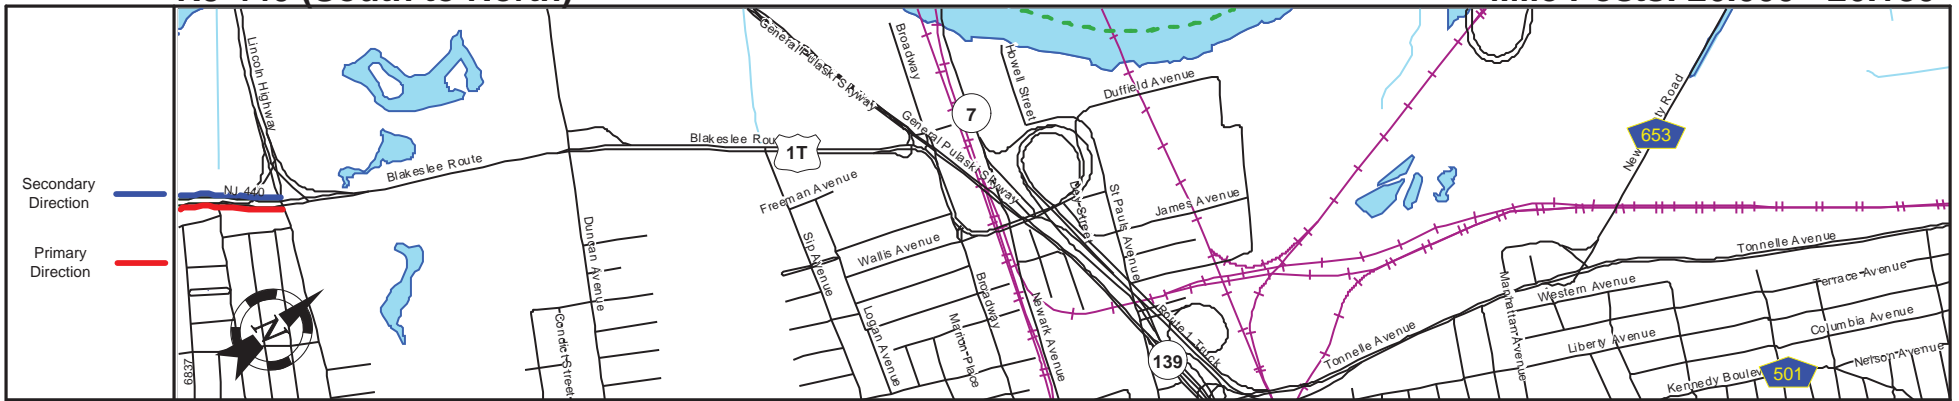 Secondary
Direction
Primary
Direction
NJ 440
6837
N
Lincoln Highway
Blakeslee Route
Duncan Avenue
Condict Street
1T
General Pulaski Skyway
Broadway
7
Howell Street
Duffield Avenue
General Pulaski Skyway
Freeman Avenue
Sip Avenue
Wallis Avenue
Logan Avenue
Broadway
Marion Place
Newark Avenue
St Pauls Avenue
James Avenue
Route 1 Truck
139
Tonnelle Avenue
653
Tonnelle Avenue
Manhattan Avenue
Western Avenue
Terrace Avenue
Liberty Avenue
Columbia Avenue
Nelson Avenue
Kennedy Boulev
501